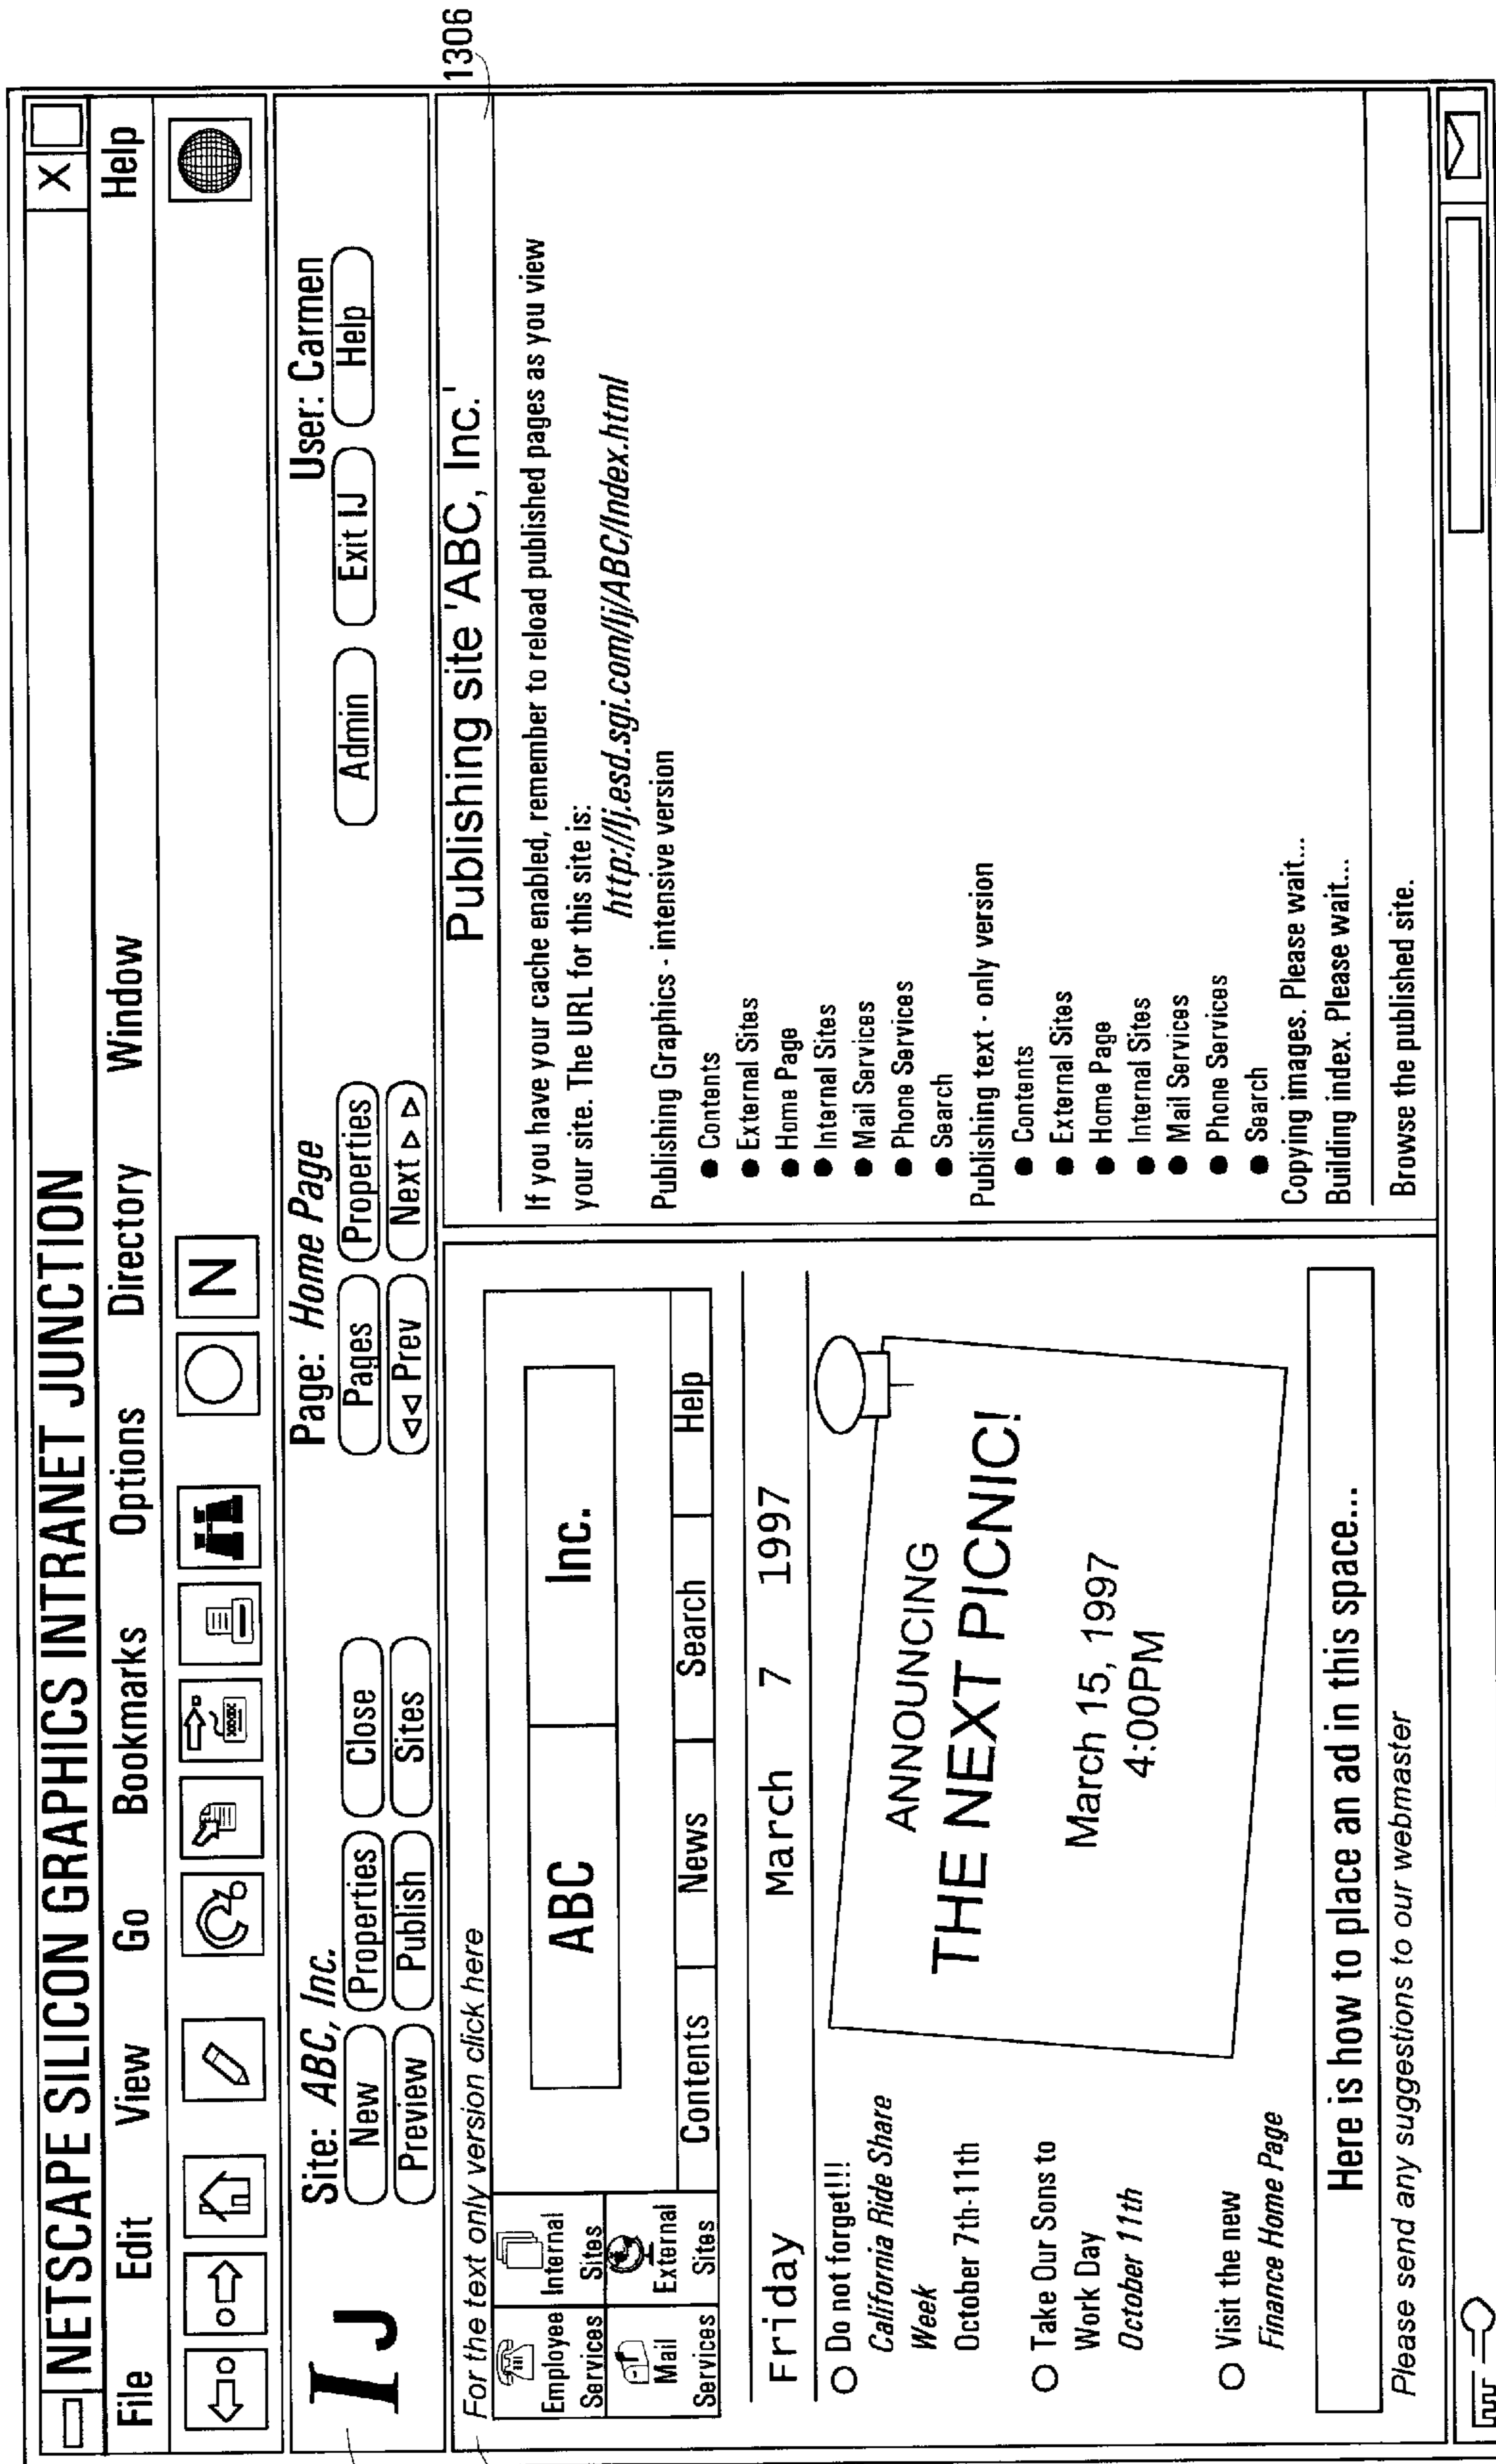 NETSCAPE SILICON GRAPHICS INTRANET JUNCTION
X
File Edit View Go Bookmarks Options Directory Window Help
N
IJ
Site: ABC, Inc.
New Properties Close
Preview Publish Sites
Page: Home Page
Pages Properties
◁◁ Prev Next ▷▷
User: Carmen
Admin Exit IJ Help
1306
For the text only version click here
Employee Services
Internal Sites
Mail Services
External Sites
ABC Inc.
Contents News Search Help
Friday March 7 1997
Do not forget!!!
California Ride Share
Week
October 7th-11th
Take Our Sons to
Work Day
October 11th
Visit the new
Finance Home Page
ANNOUNCING
THE NEXT PICNIC!
March 15, 1997
4:00PM
Here is how to place an ad in this space...
Please send any suggestions to our webmaster
Publishing site 'ABC, Inc.'
If you have your cache enabled, remember to reload published pages as you view
your site. The URL for this site is:
http://Ij.esd.sgi.com/Ij/ABC/Index.html
Publishing Graphics - intensive version
● Contents
● External Sites
● Home Page
● Internal Sites
● Mail Services
● Phone Services
● Search
Publishing text - only version
● Contents
● External Sites
● Home Page
● Internal Sites
● Mail Services
● Phone Services
● Search
Copying images. Please wait...
Building index. Please wait...
Browse the published site.